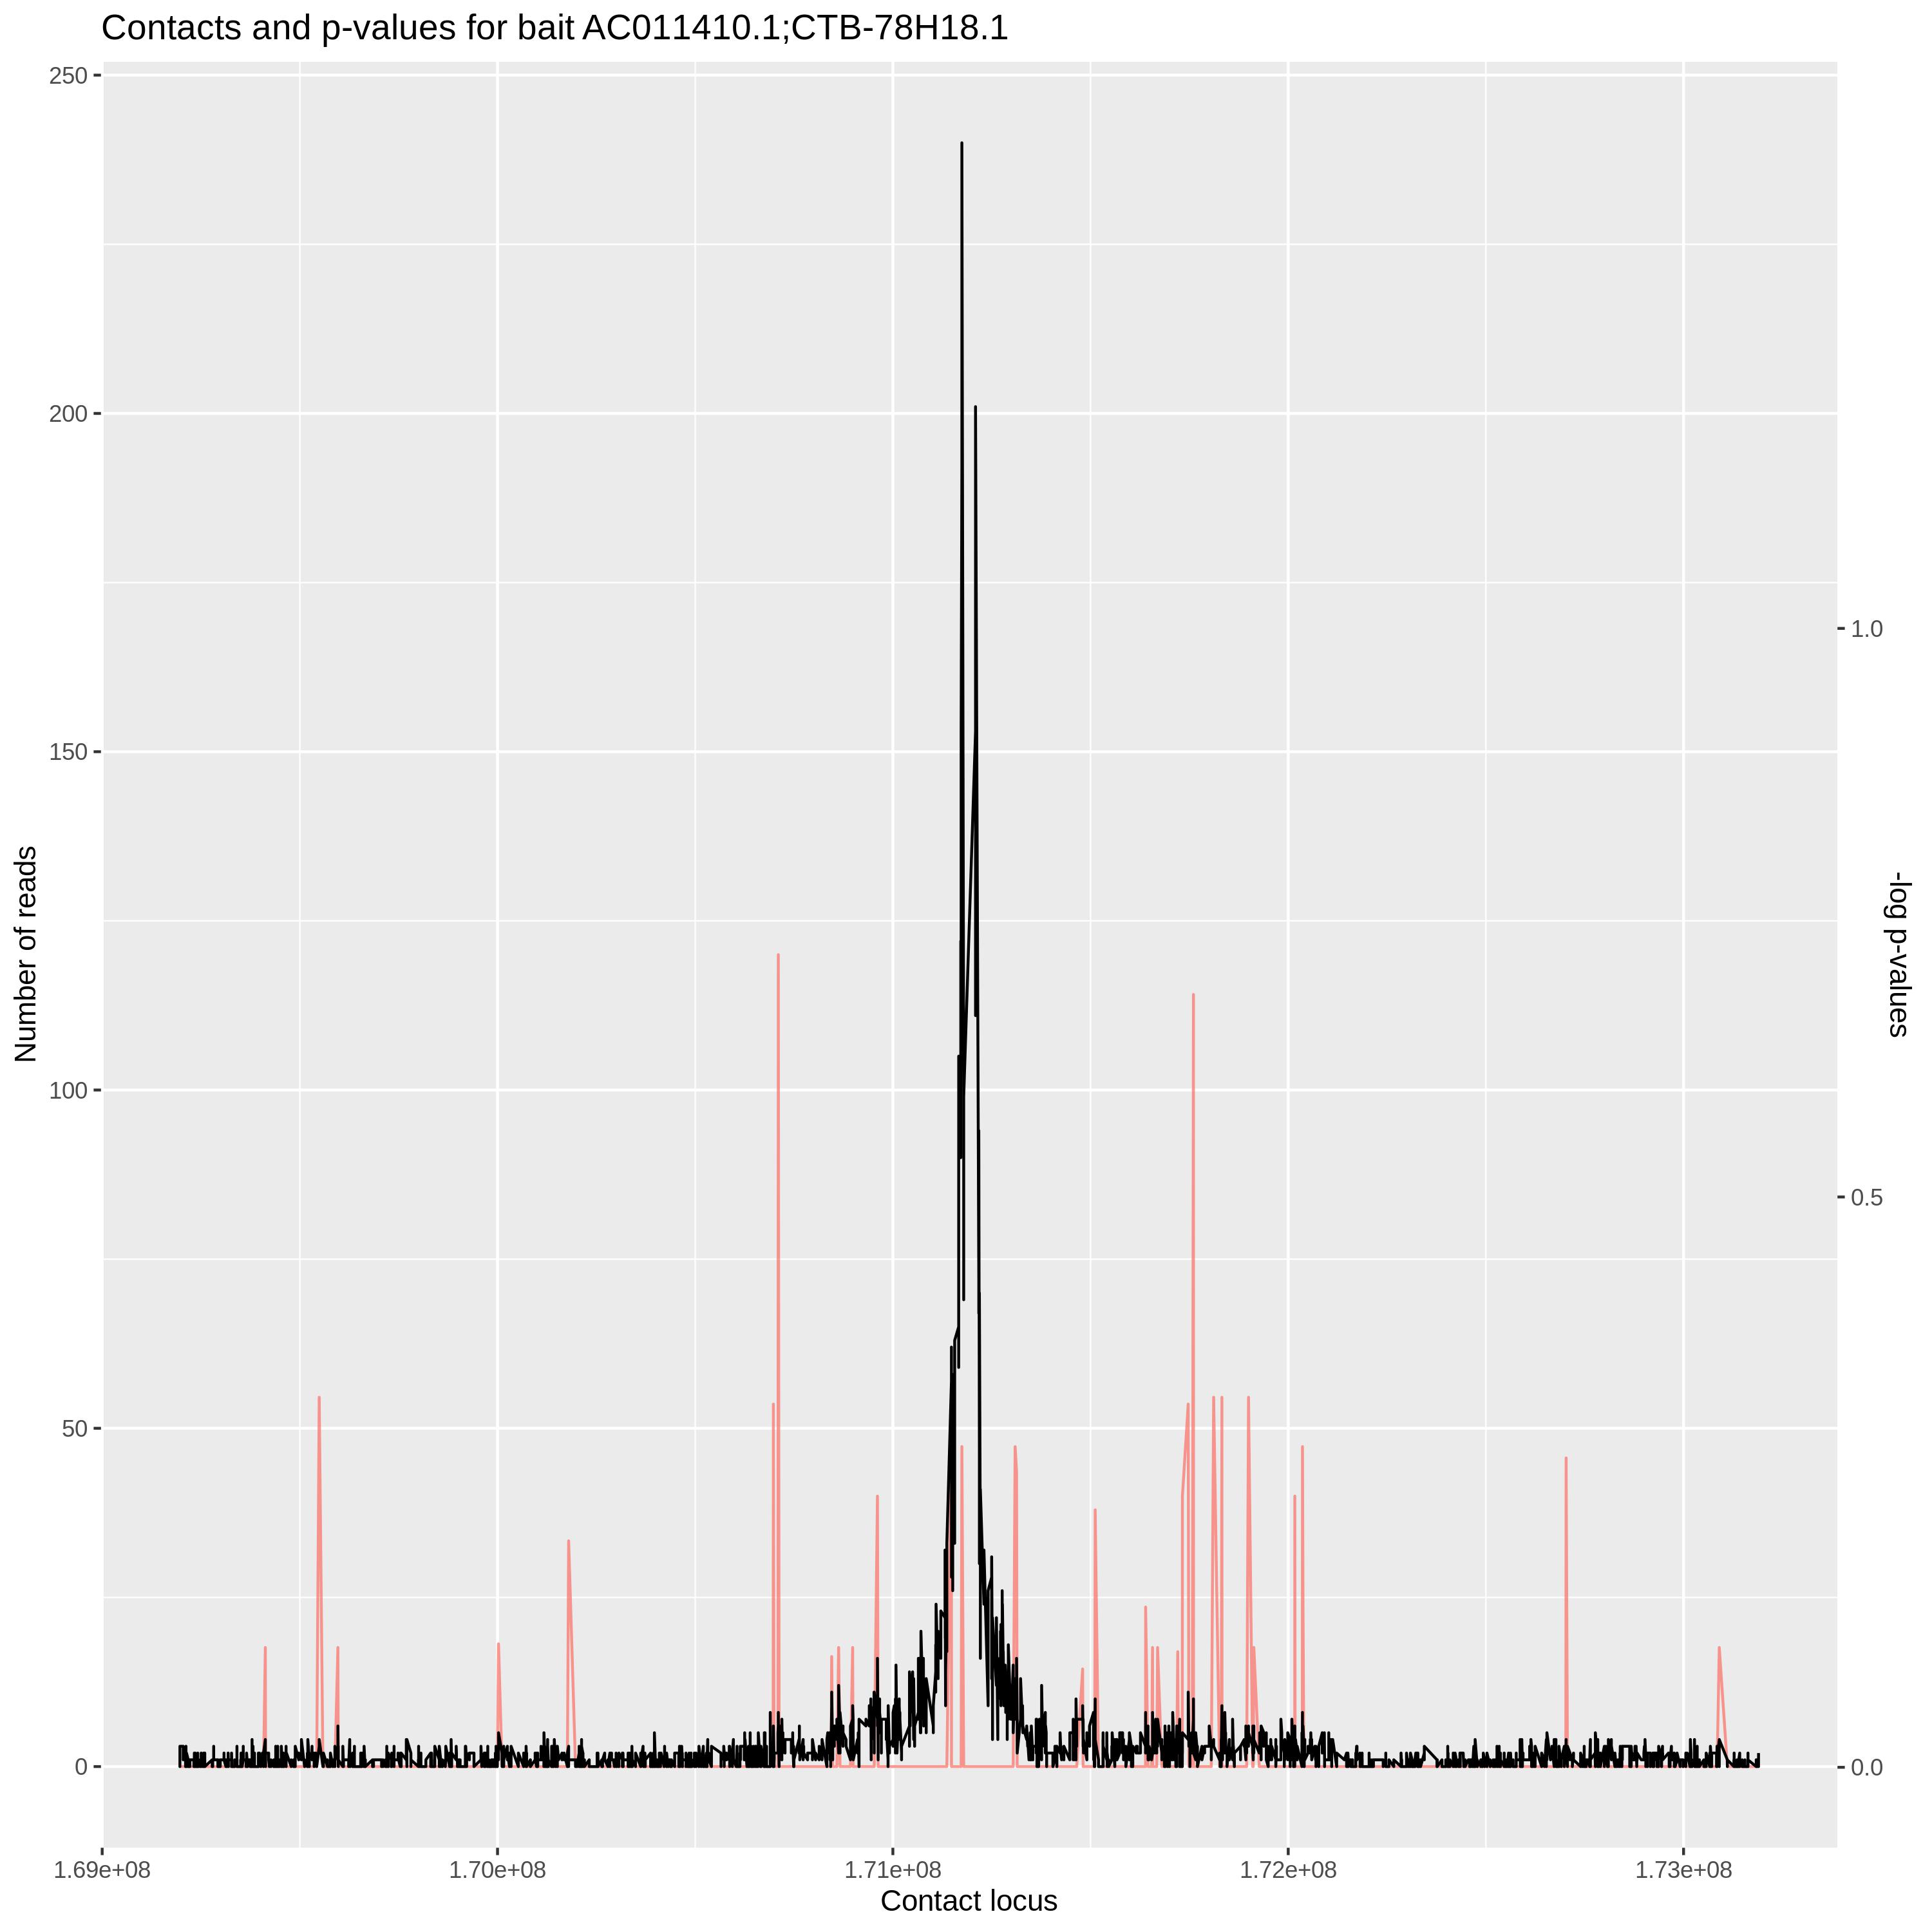 Contacts and p-values for bait AC011410.1;CTB-78H18.1
250
200
150
100
50
0
Number of reads
1.0
0.5
0.0
-log p-values
1.69e+08
1.70e+08
1.71e+08
1.72e+08
1.73e+08
Contact locus